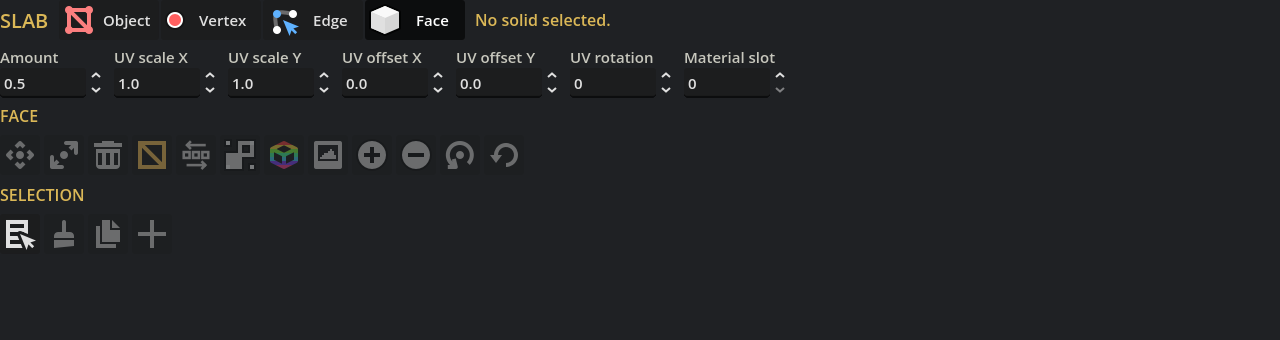 SLAB Object Vertex Edge Face No solid selected.
Amount UV scale X UV scale Y UV offset X UV offset Y UV rotation Material slot
0.5 1.0 1.0 0.0 0.0 0 0
FACE
SELECTION